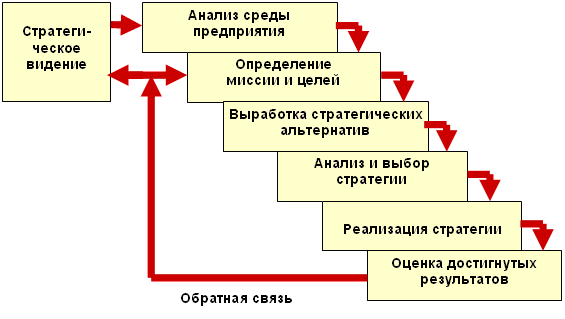 Стратеги-
ческое
видение
Анализ среды
предприятия
Определение
миссии и целей
Выработка стратегических
альтернатив
Анализ и выбор
стратегии
Реализация стратегии
Оценка достигнутых
результатов
Обратная связь